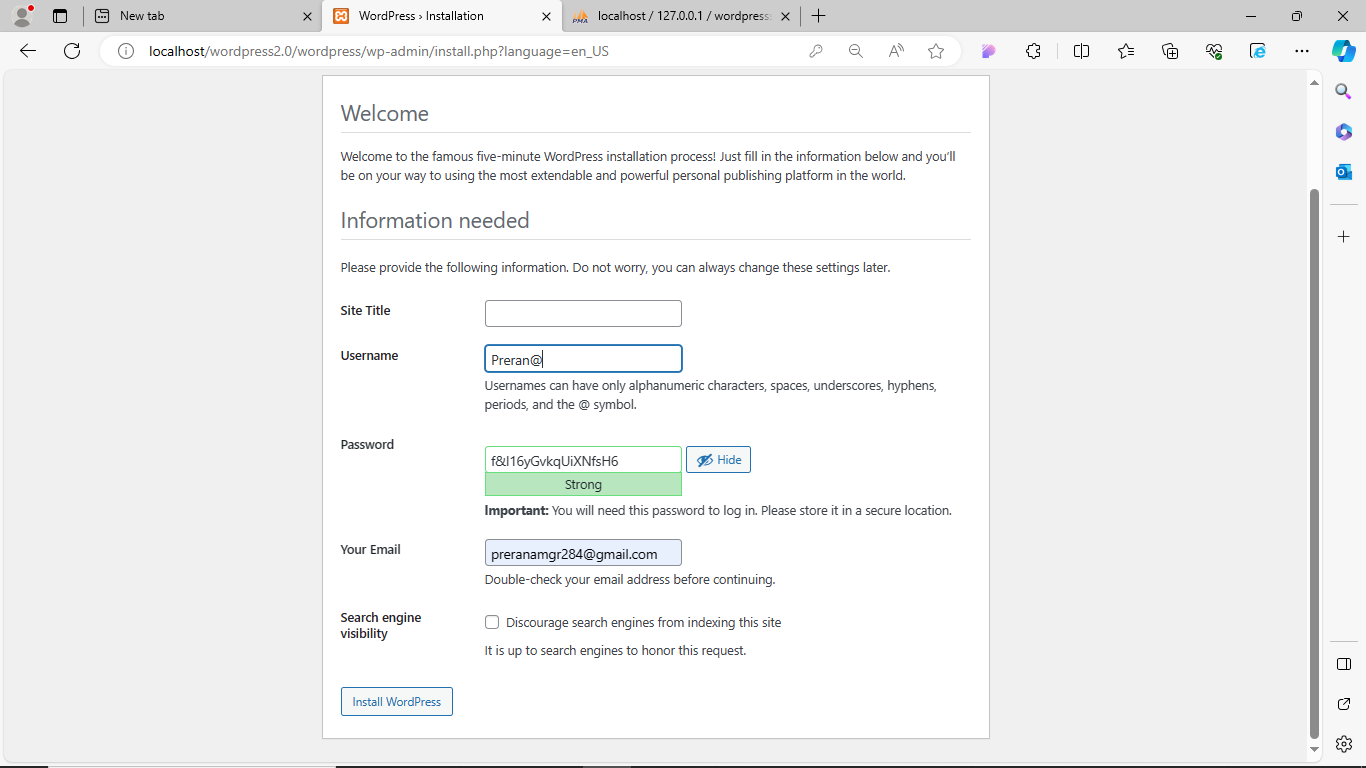 New tab
WordPress › Installation
localhost / 127.0.0.1 / wordpress
PMA
localhost/wordpress2.0/wordpress/wp-admin/install.php?language=en_US
Welcome
Welcome to the famous five-minute WordPress installation process! Just fill in the information below and you’ll
be on your way to using the most extendable and powerful personal publishing platform in the world.
Information needed
Please provide the following information. Do not worry, you can always change these settings later.
Site Title
Username
Preran@
Usernames can have only alphanumeric characters, spaces, underscores, hyphens,
periods, and the @ symbol.
Password
f&I16yGvkqUiXNfsH6
Hide
Strong
Important: You will need this password to log in. Please store it in a secure location.
Your Email
preranamgr284@gmail.com
Double-check your email address before continuing.
Search engine
visibility
Discourage search engines from indexing this site
It is up to search engines to honor this request.
Install WordPress